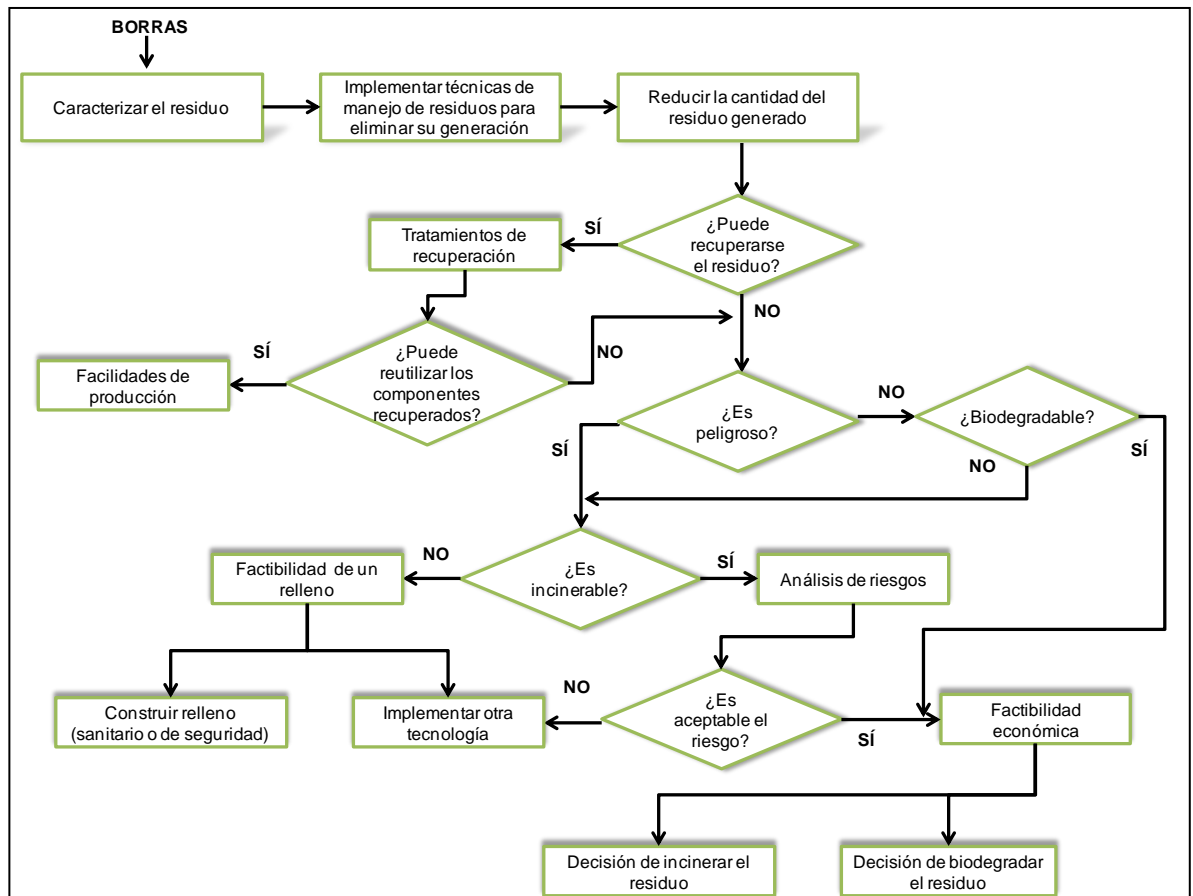 BORRAS
Caracterizar el residuo
Implementar técnicas de
manejo de residuos para
eliminar su generación
Reducir la cantidad del
residuo generado
¿Puede
recuperarse
el residuo?
SÍ
Tratamientos de
recuperación
NO
¿Puede
reutilizar los
componentes
recuperados?
SÍ
NO
Facilidades de
producción
¿Es
peligroso?
NO
¿Biodegradable?
SÍ
NO
SÍ
¿Es
incinerable?
NO
SÍ
Factibilidad de un
relleno
Análisis de riesgos
Construir relleno
(sanitario o de seguridad)
Implementar otra
tecnología
NO
¿Es
aceptable el
riesgo?
SÍ
Factibilidad
económica
Decisión de incinerar el
residuo
Decisión de biodegradar
el residuo